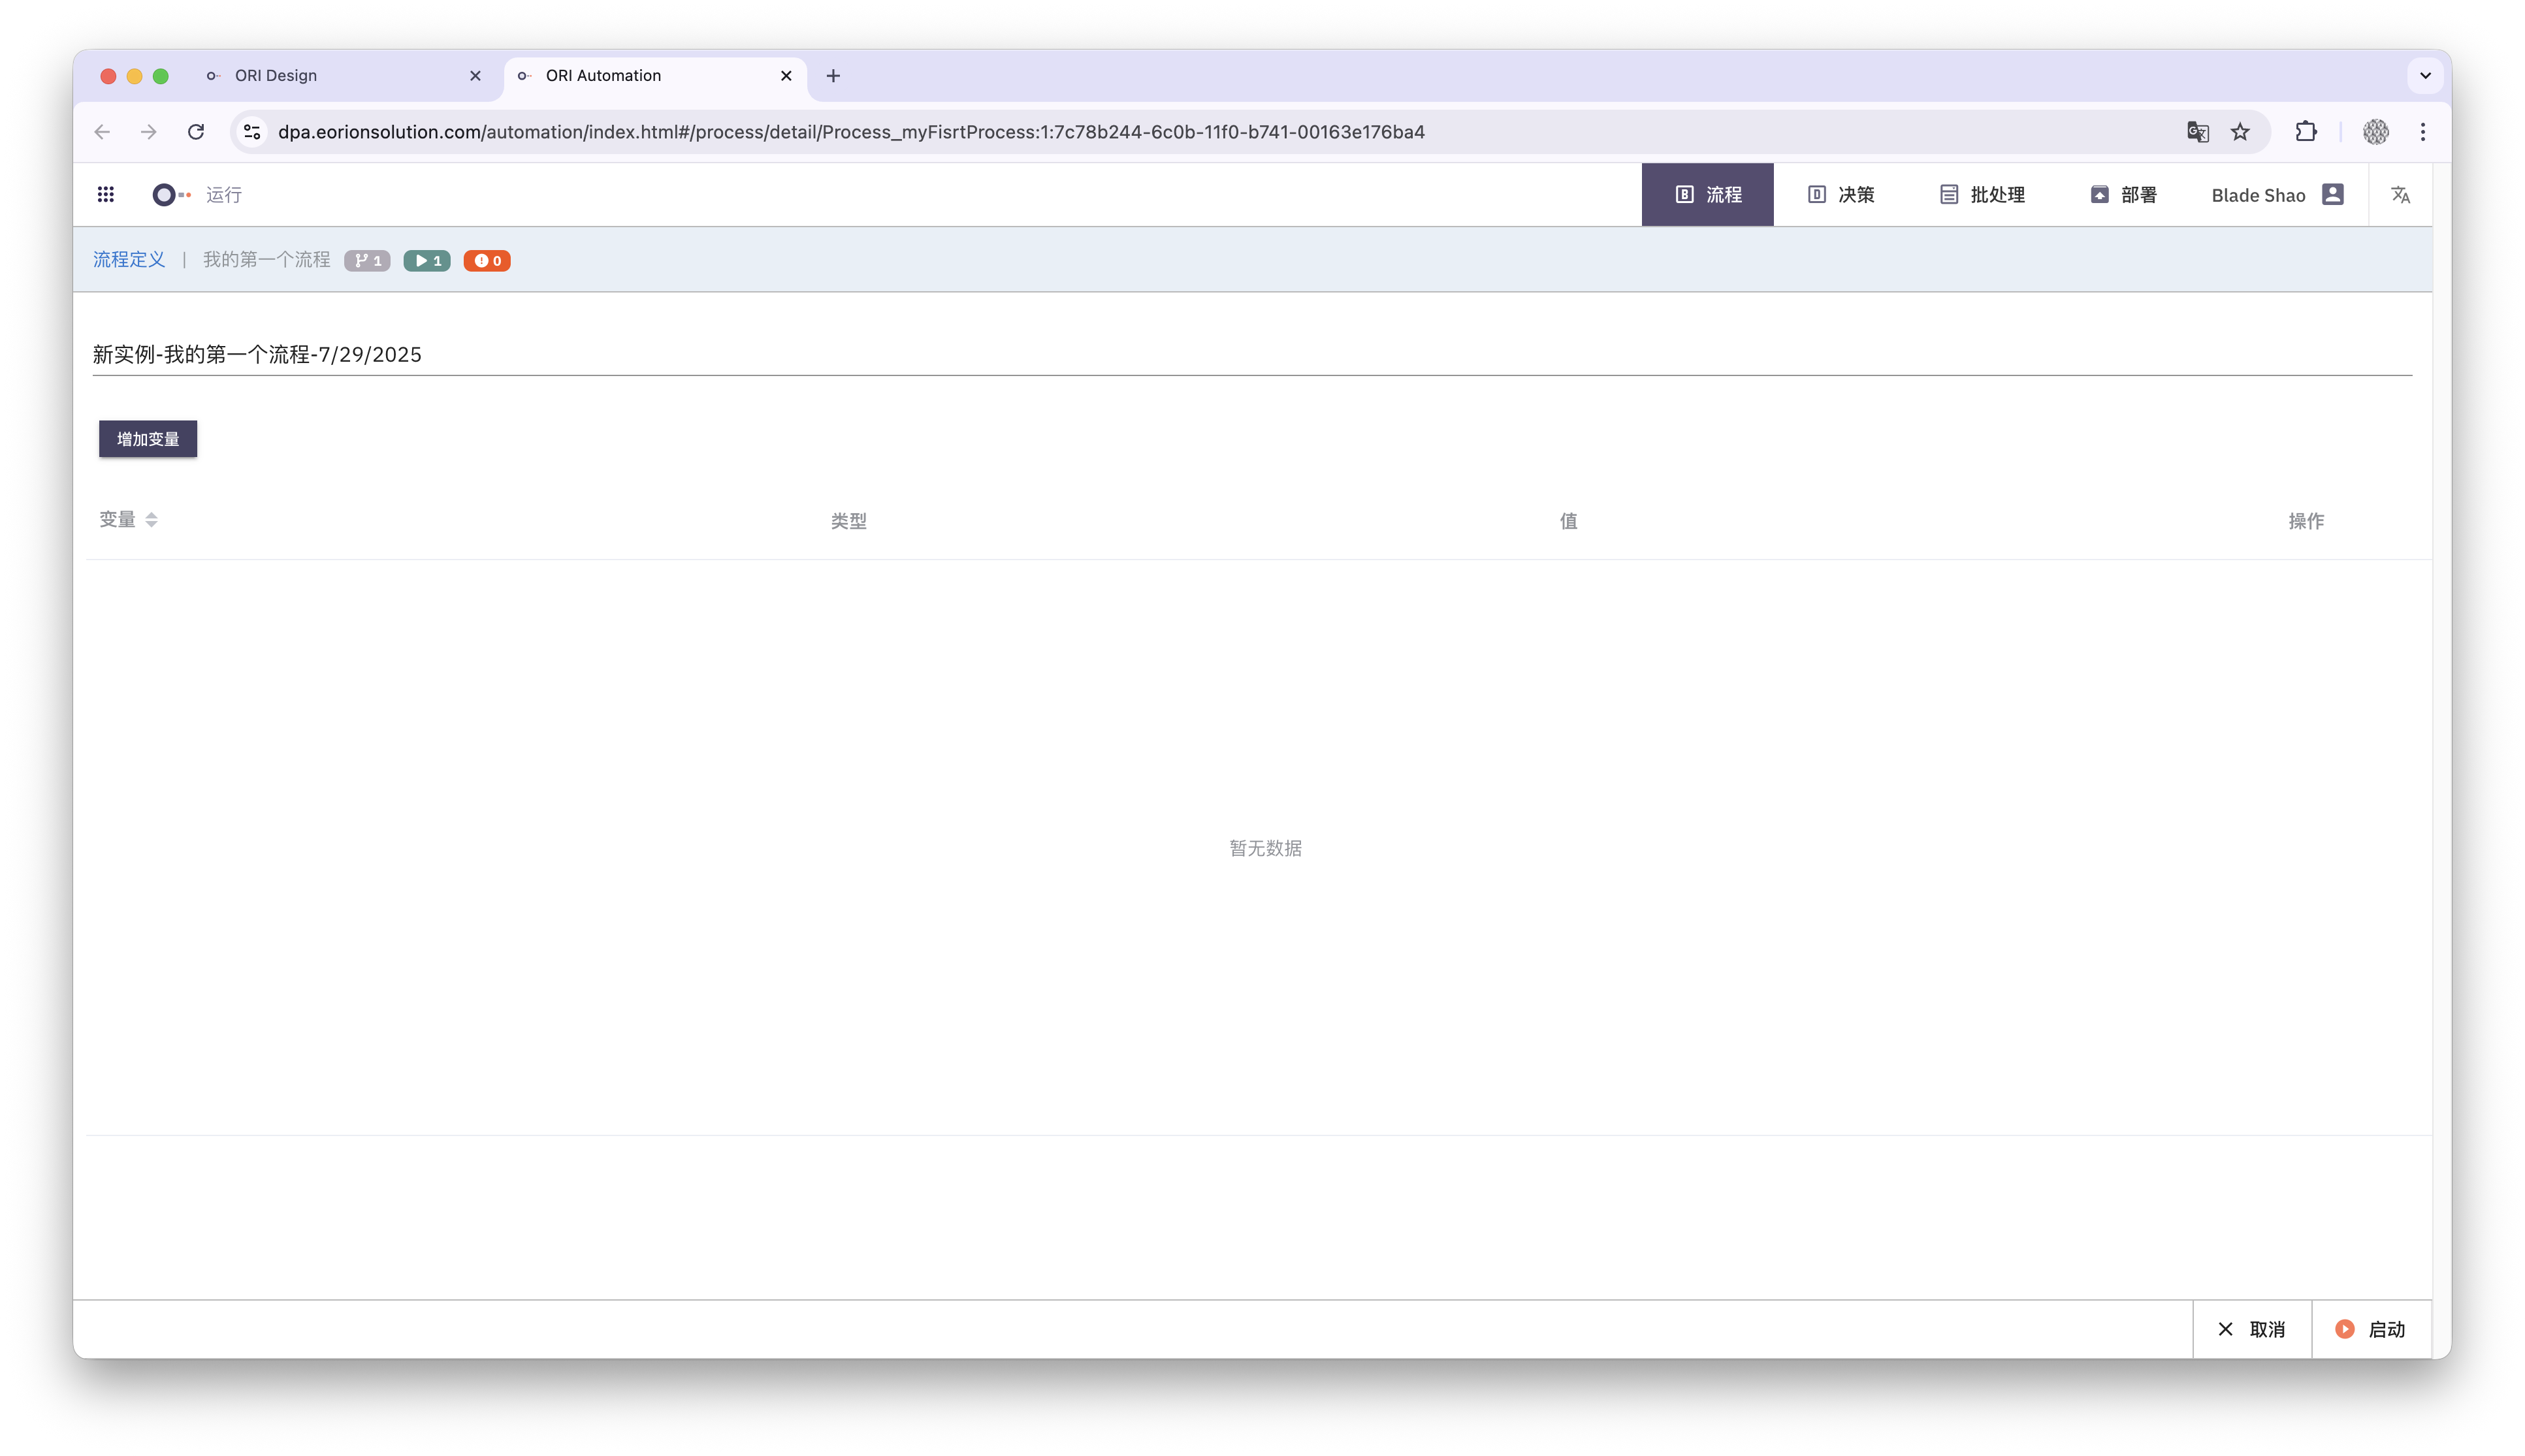 ORI Design
ORI Automation
dpa.eorionsolution.com/automation/index.html#/process/detail/Process_myFisrtProcess:1:7c78b244-6c0b-11f0-b741-00163e176ba4
运行
B 流程
D 决策
批处理
部署
Blade Shao
流程定义 | 我的第一个流程 1 1 0
新实例-我的第一个流程-7/29/2025
增加变量
变量 类型 值 操作
暂无数据
取消
启动